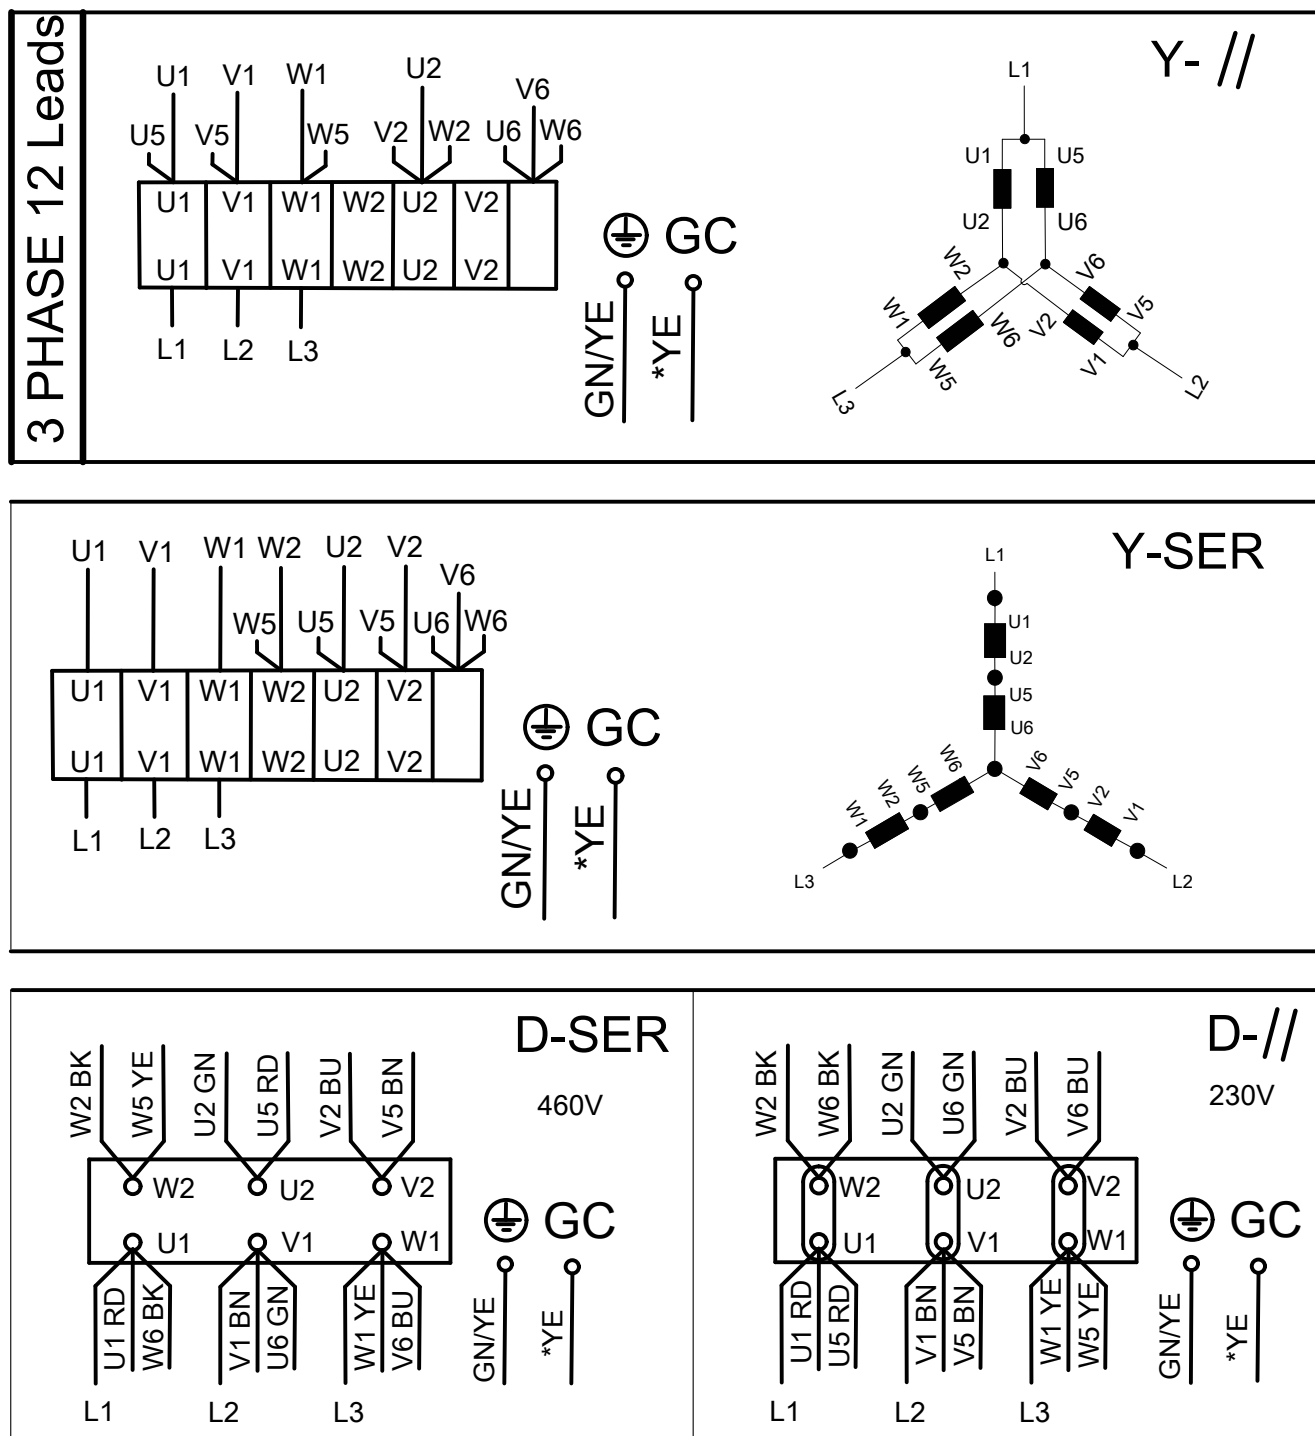 3 PHASE 12 Leads
Y- //
U1 V1 W1 U2 V6
U5 V5 W5 V2 W2 U6 W6
U1 V1 W1 W2 U2 V2
U1 V1 W1 W2 U2 V2
L1 L2 L3
GC
GN/YE
*YE
L1
U1 U5
U2 U6
W2 V6
W1 W6 V2 V5
W5 V1
L3 L2
Y-SER
U1 V1 W1 W2 U2 V2
V6
W5 U5 V5 U6 W6
U1 V1 W1 W2 U2 V2
U1 V1 W1 W2 U2 V2
L1 L2 L3
GC
GN/YE
*YE
L1
U1
U2
U5
U6
W6 V6
W5 V5
W2 V2
W1 V1
L3 L2
D-SER
460V
W2 BK
W5 YE
U2 GN
U5 RD
V2 BU
V5 BN
W2 U2 V2
U1 V1 W1
U1 RD
W6 BK
V1 BN
U6 GN
W1 YE
V6 BU
L1 L2 L3
GC
GN/YE
*YE
D-//
230V
W2 BK
W6 BK
U2 GN
U6 GN
V2 BU
V6 BU
W2 U2 V2
U1 V1 W1
U1 RD
U5 RD
V1 BN
V5 BN
W1 YE
W5 YE
L1 L2 L3
GC
GN/YE
*YE